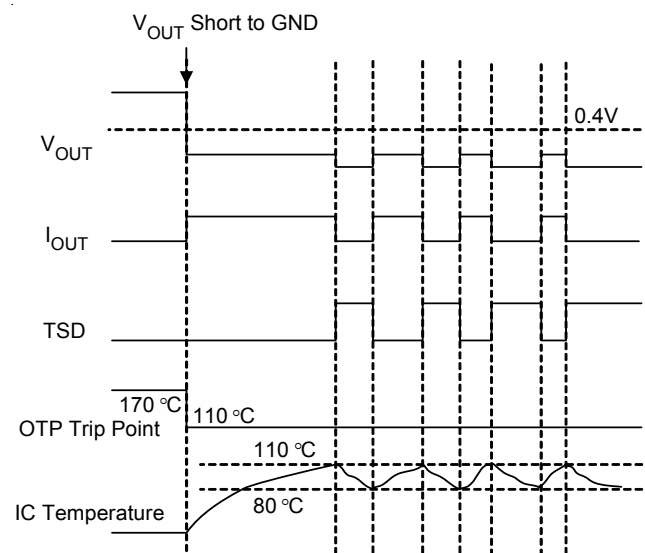 V_OUT Short to GND
0.4V
V_OUT
I_OUT
TSD
170 °C
110 °C
OTP Trip Point
110 °C
80 °C
IC Temperature